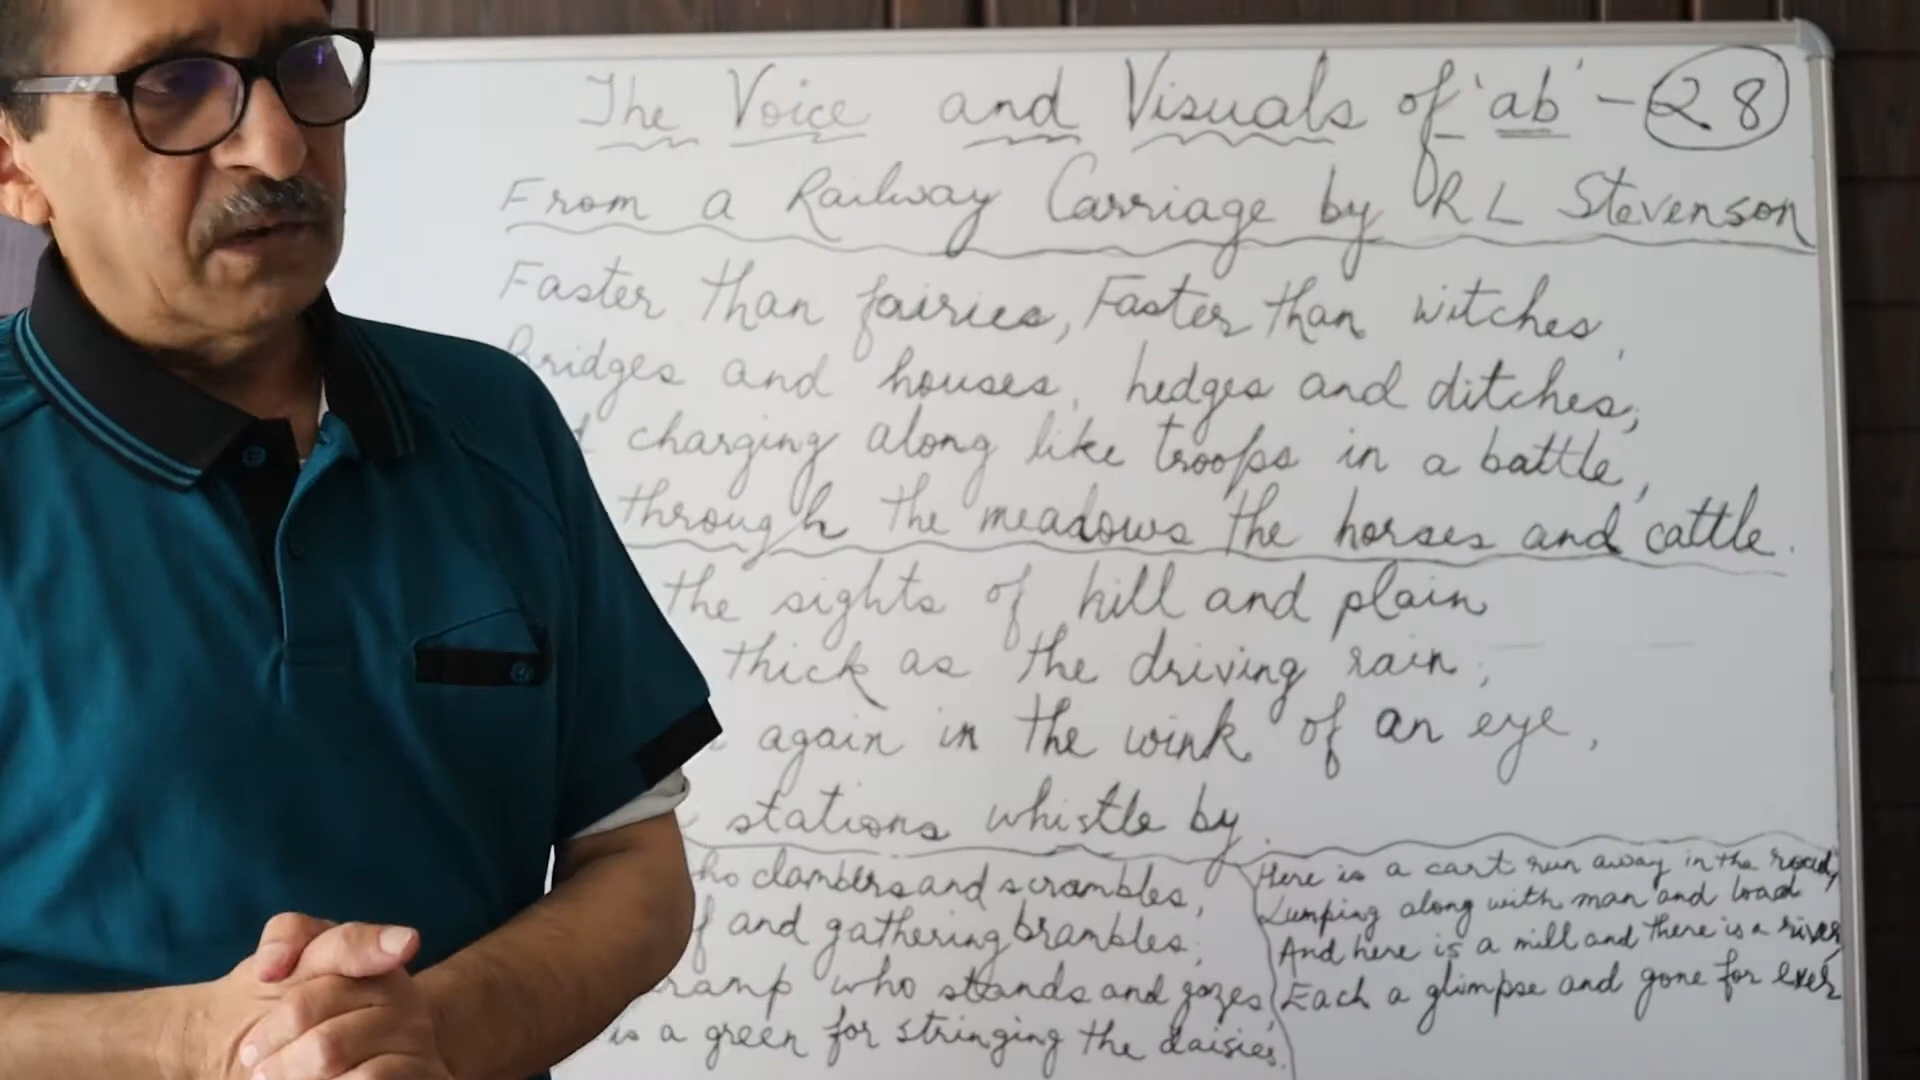 The Voice and Visuals of 'ab' - 28
From a Railway Carriage by R L Stevenson
Faster than fairies, Faster than witches,
Bridges and houses, hedges and ditches;
charging along like troops in a battle,
through the meadows the horses and cattle.
the sights of hill and plain
thick as the driving rain;
again in the wink of an eye,
stations whistle by.
clambers and scrambles,
and gathering brambles;
who stands and gazes,
is a green for stringing the daisies.
Here is a cart run away in the road,
Lumping along with man and load
And here is a mill and there is a river
Each a glimpse and gone for ever